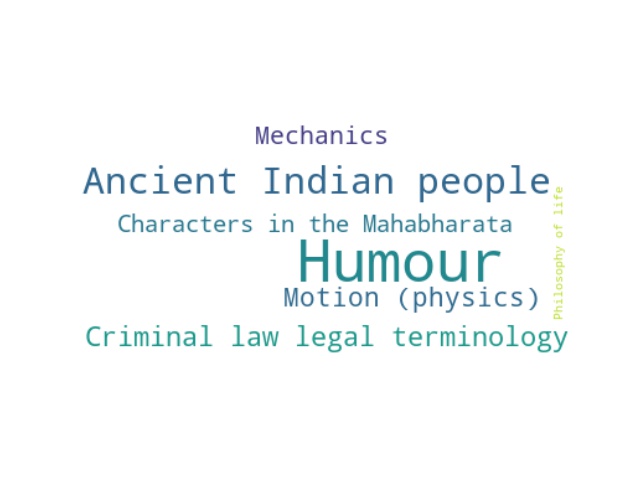 Mechanics
Ancient Indian people
Characters in the Mahabharata
Humour
Motion (physics)
Criminal law legal terminology
Philosophy of life